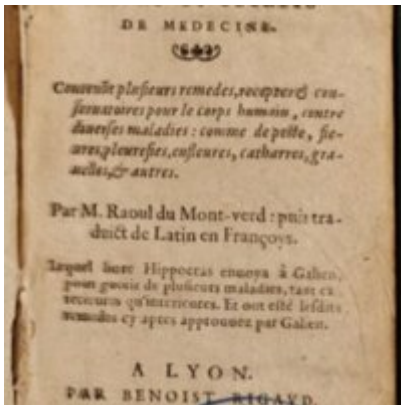 DE MEDECINE.
Contenãt plusieurs remedes, receptes & con-
seruatoires pour le corps humain, contre
diuerses maladies : comme de peste, fie-
ures, pleuresies, enfleures, catharres, gra-
uelles, & autres.
Par M. Raoul du Mont-verd : puis tra-
duict de Latin en Françoys.
Lequel liure Hippocras enuoya à Galien,
pour guerir de plusieurs maladies, tant ex-
terieures qu'interieures. Et ont esté lesdits
remedes cy apres approuuez par Galien.
A LYON.
PAR BENOIST RIGAVD.